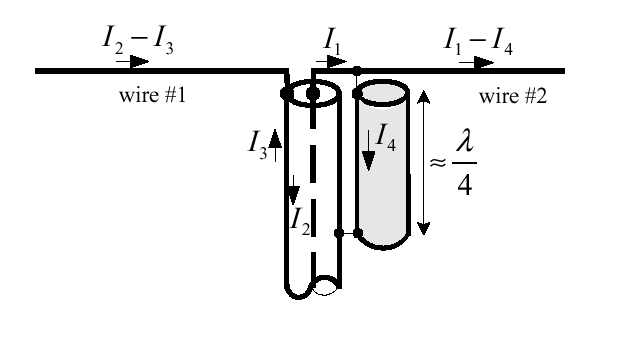 I₂ − I₃
I₁
I₁ − I₄
wire #1
wire #2
I₃
I₄
I₂
≈ λ/4